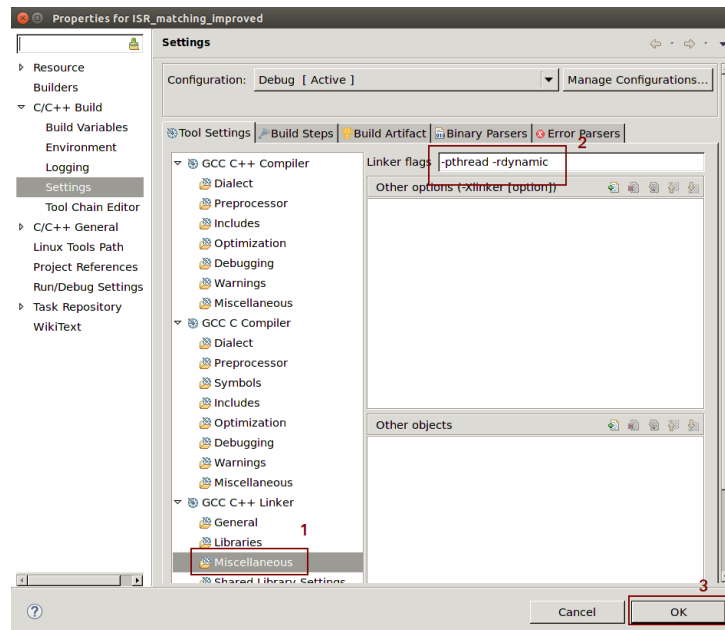 Properties for ISR_matching_improved
Settings
Resource
Builders
C/C++ Build
Build Variables
Environment
Logging
Settings
Tool Chain Editor
C/C++ General
Linux Tools Path
Project References
Run/Debug Settings
Task Repository
WikiText
Configuration:
Debug [ Active ]
Manage Configurations...
Tool Settings
Build Steps
Build Artifact
Binary Parsers
Error Parsers
2
GCC C++ Compiler
Dialect
Preprocessor
Includes
Optimization
Debugging
Warnings
Miscellaneous
GCC C Compiler
Dialect
Preprocessor
Symbols
Includes
Optimization
Debugging
Warnings
Miscellaneous
GCC C++ Linker
General
1
Libraries
Miscellaneous
Shared Library Settings
Linker flags
-pthread -rdynamic
Other options (-Xlinker [option])
Other objects
3
Cancel
OK